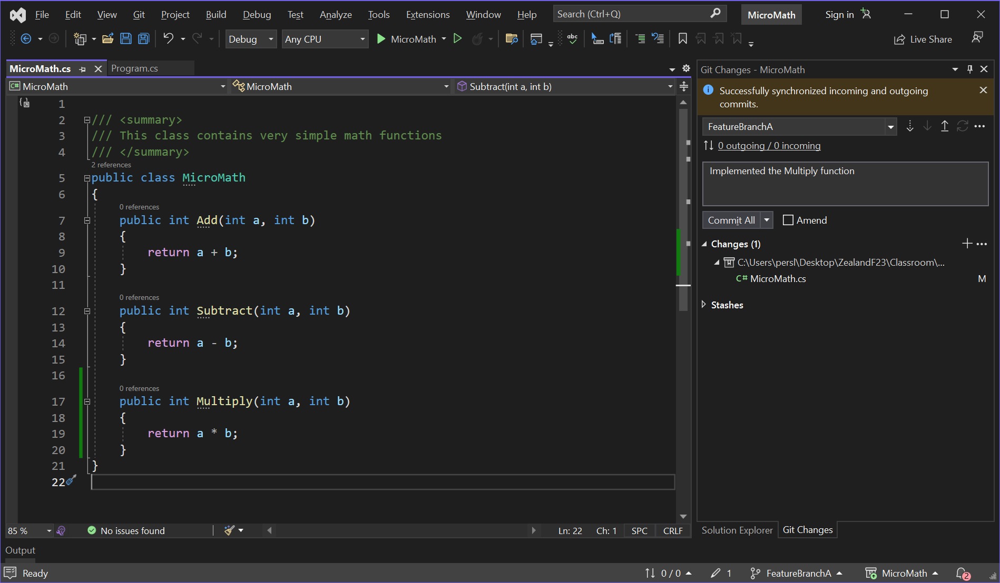 File Edit View Git Project Build Debug Test Analyze Tools Extensions Window Help Search (Ctrl+Q) MicroMath Sign in
Debug Any CPU MicroMath abc Live Share
MicroMath.cs Program.cs
C# MicroMath MicroMath Subtract(int a, int b)
1
2 /// <summary>
3 /// This class contains very simple math functions
4 /// </summary>
2 references
5 public class MicroMath
6 {
0 references
7 public int Add(int a, int b)
8 {
9 return a + b;
10 }
11
0 references
12 public int Subtract(int a, int b)
13 {
14 return a - b;
15 }
16
0 references
17 public int Multiply(int a, int b)
18 {
19 return a * b;
20 }
21 }
22
85 % No issues found Ln: 22 Ch: 1 SPC CRLF
Git Changes - MicroMath
Successfully synchronized incoming and outgoing
commits.
FeatureBranchA
0 outgoing / 0 incoming
Implemented the Multiply function
Commit All Amend
Changes (1)
C:\Users\persl\Desktop\ZealandF23\Classroom\...
C# MicroMath.cs M
Stashes
Solution Explorer Git Changes
Output
Ready 0 / 0 1 FeatureBranchA MicroMath 2